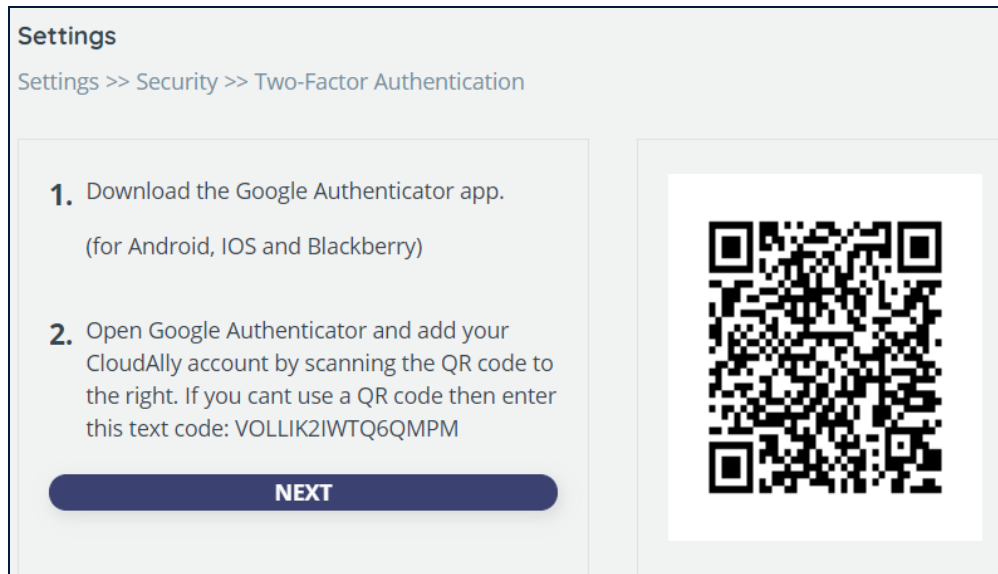 Settings
Settings >> Security >> Two-Factor Authentication
1. Download the Google Authenticator app.
(for Android, IOS and Blackberry)
2. Open Google Authenticator and add your
CloudAlly account by scanning the QR code to
the right. If you cant use a QR code then enter
this text code: VOLLIK2IWTQ6QMPM
NEXT